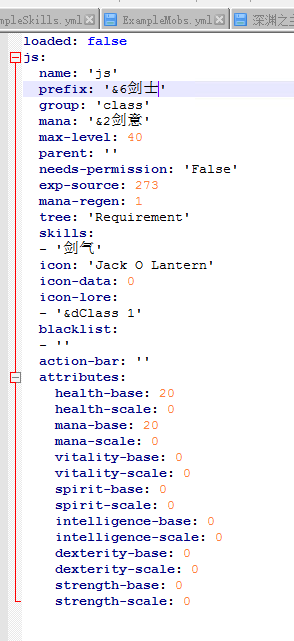 mpleSkills.yml ExampleMobs.yml 深渊之主
loaded: false
js:
name: 'js'
prefix: '&6剑士'
group: 'class'
mana: '&2剑意'
max-level: 40
parent: ''
needs-permission: 'False'
exp-source: 273
mana-regen: 1
tree: 'Requirement'
skills:
- '剑气'
icon: 'Jack O Lantern'
icon-data: 0
icon-lore:
- '&dClass 1'
blacklist:
- ''
action-bar: ''
attributes:
health-base: 20
health-scale: 0
mana-base: 20
mana-scale: 0
vitality-base: 0
vitality-scale: 0
spirit-base: 0
spirit-scale: 0
intelligence-base: 0
intelligence-scale: 0
dexterity-base: 0
dexterity-scale: 0
strength-base: 0
strength-scale: 0